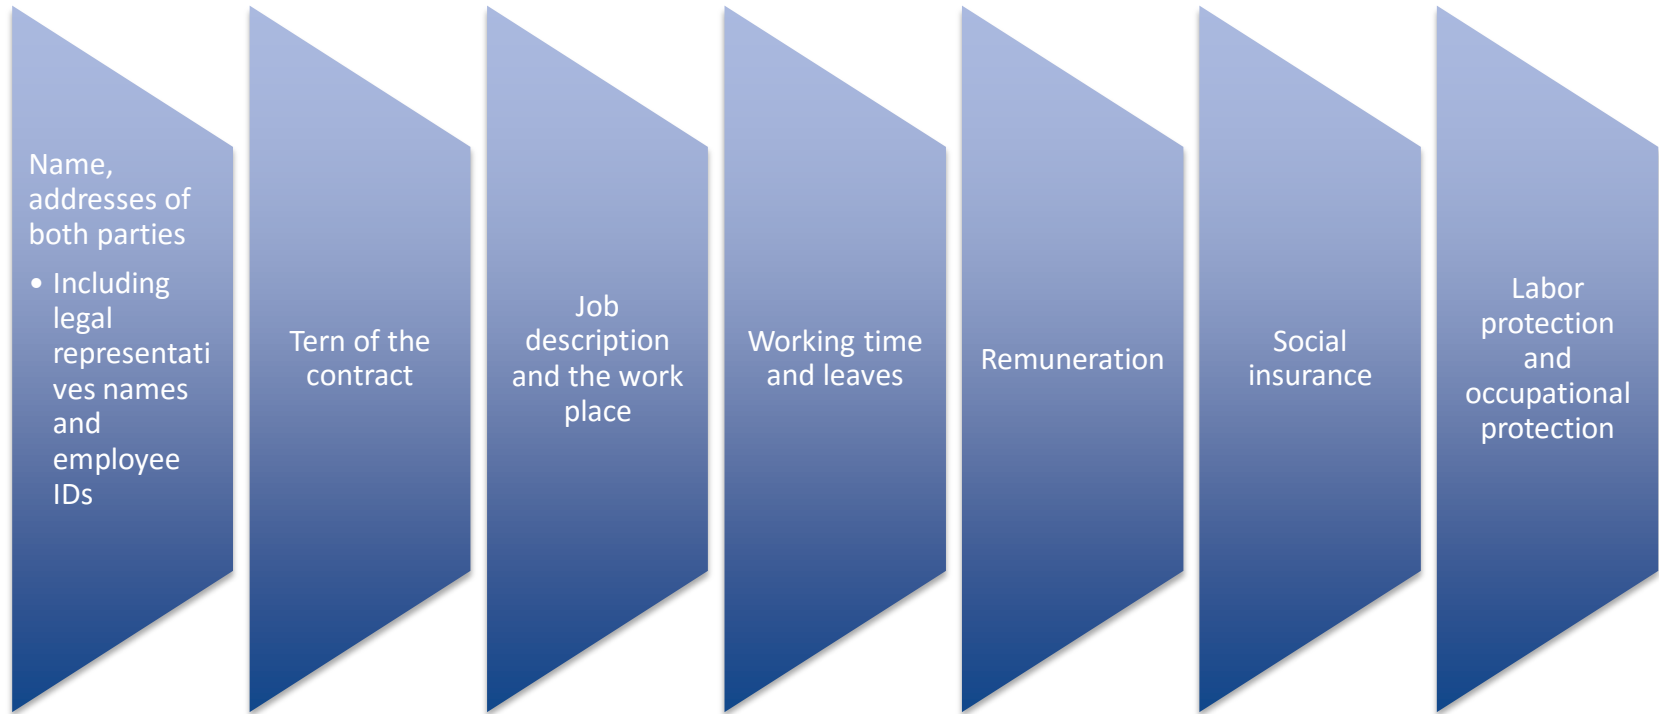 Name,
addresses of
both parties
• Including
legal
representati
ves names
and
employee
IDs
Tern of the
contract
Job
description
and the work
place
Working time
and leaves
Remuneration
Social
insurance
Labor
protection
and
occupational
protection